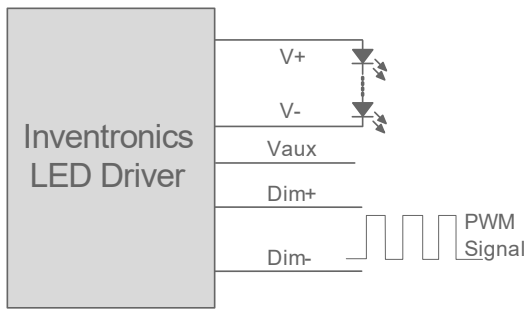 Inventronics
LED Driver
V+
V-
Vaux
Dim+
Dim-
PWM
Signal